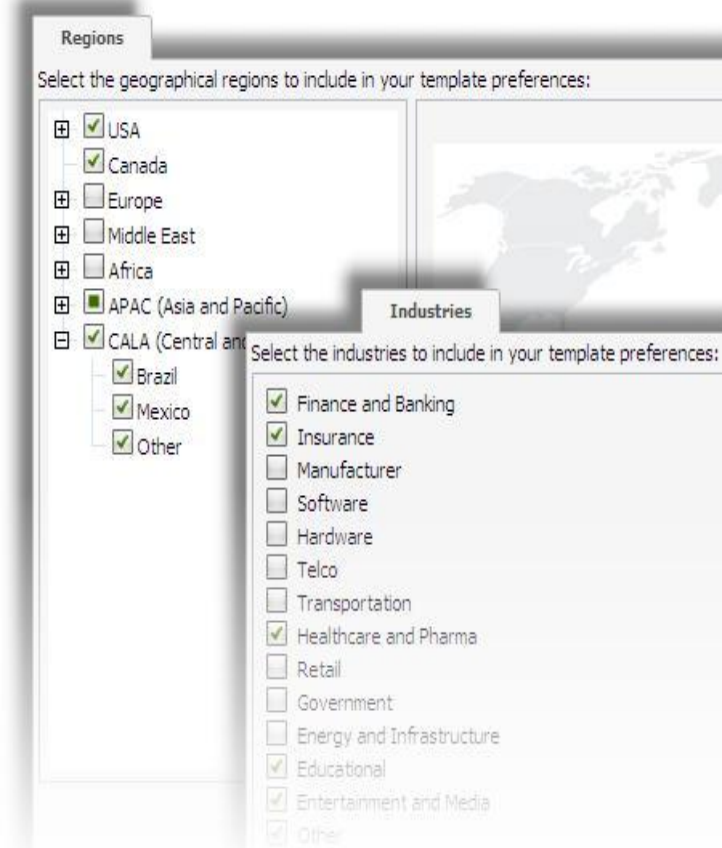 Regions
Select the geographical regions to include in your template preferences:
USA
Canada
Europe
Middle East
Africa
APAC (Asia and Pacific)
CALA (Central and
Brazil
Mexico
Other
Industries
Select the industries to include in your template preferences:
Finance and Banking
Insurance
Manufacturer
Software
Hardware
Telco
Transportation
Healthcare and Pharma
Retail
Government
Energy and Infrastructure
Educational
Entertainment and Media
Other